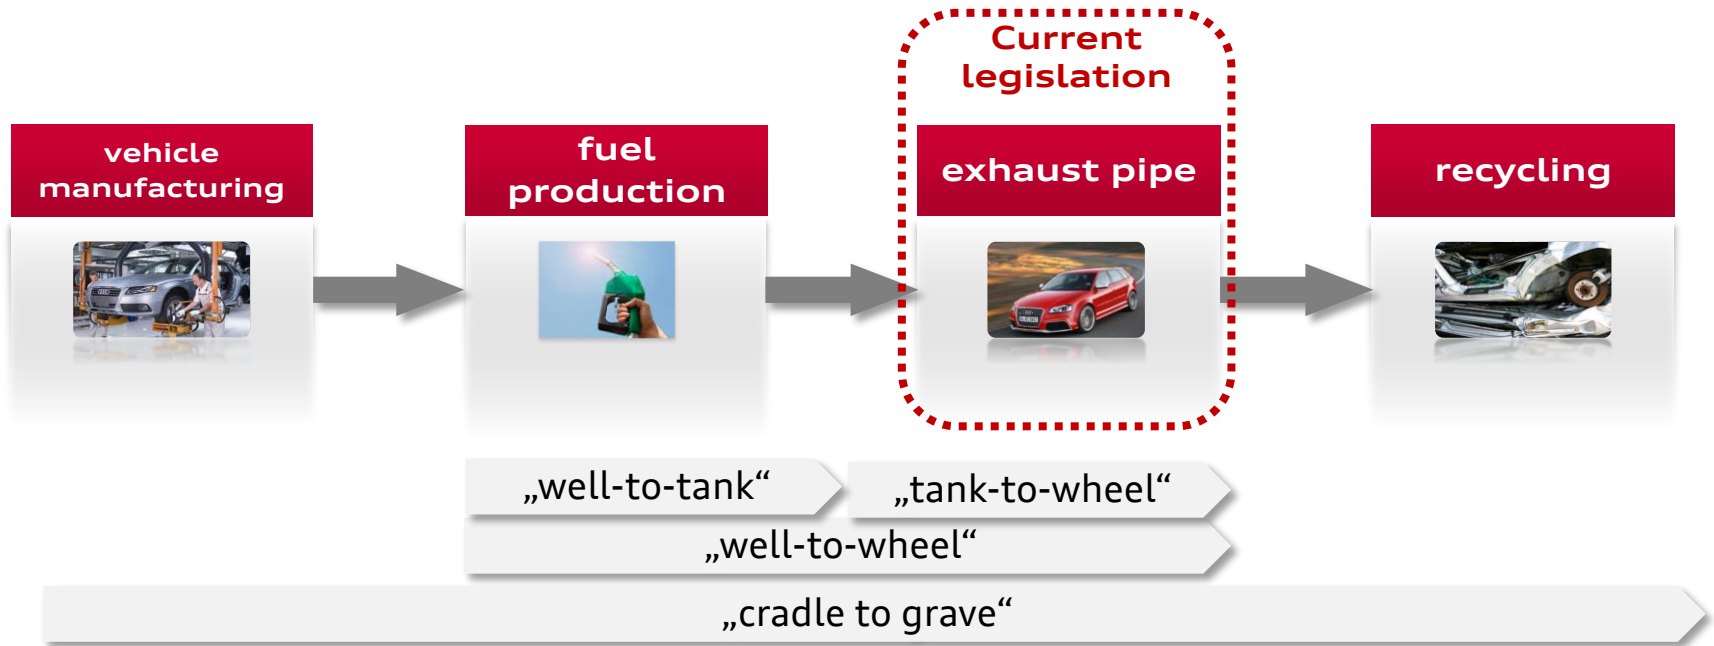 Current
legislation
vehicle
manufacturing
fuel
production
exhaust pipe
recycling
„well-to-tank“
„tank-to-wheel“
„well-to-wheel“
„cradle to grave“